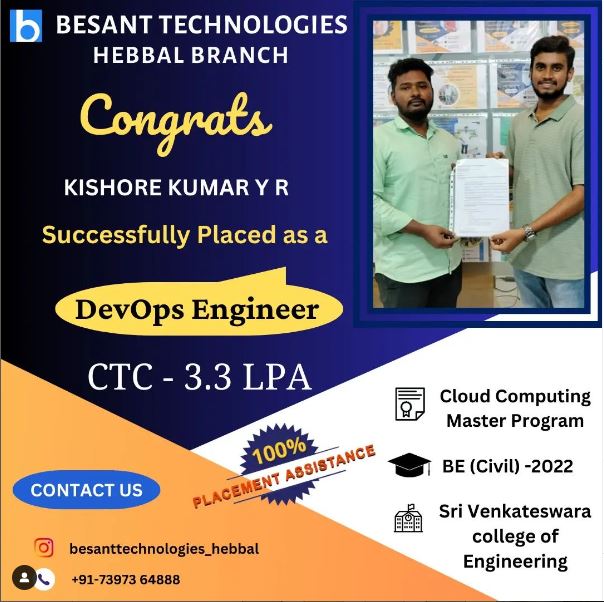 b BESANT TECHNOLOGIES
HEBBAL BRANCH
Congrats
KISHORE KUMAR Y R
Successfully Placed as a
DevOps Engineer
CTC - 3.3 LPA
100%
PLACEMENT ASSISTANCE
Cloud Computing
Master Program
BE (Civil) -2022
Sri Venkateswara
college of
Engineering
CONTACT US
besanttechnologies_hebbal
+91-73973 64888